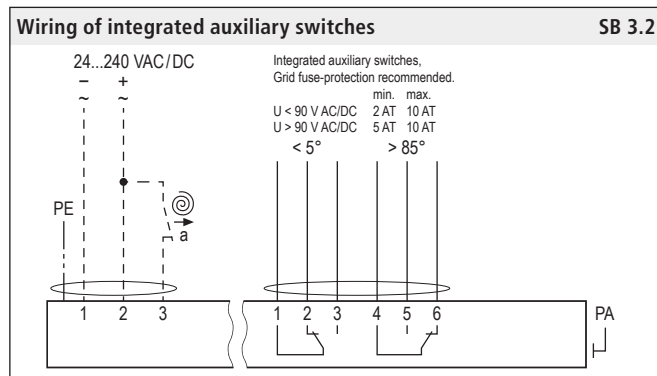 Wiring of integrated auxiliary switches SB 3.2
24...240 VAC/DC
– +
~ ~
Integrated auxiliary switches,
Grid fuse-protection recommended.
min. max.
U < 90 V AC/DC 2 AT 10 AT
U > 90 V AC/DC 5 AT 10 AT
< 5° > 85°
PE
a
1 2 3 1 2 3 4 5 6 PA